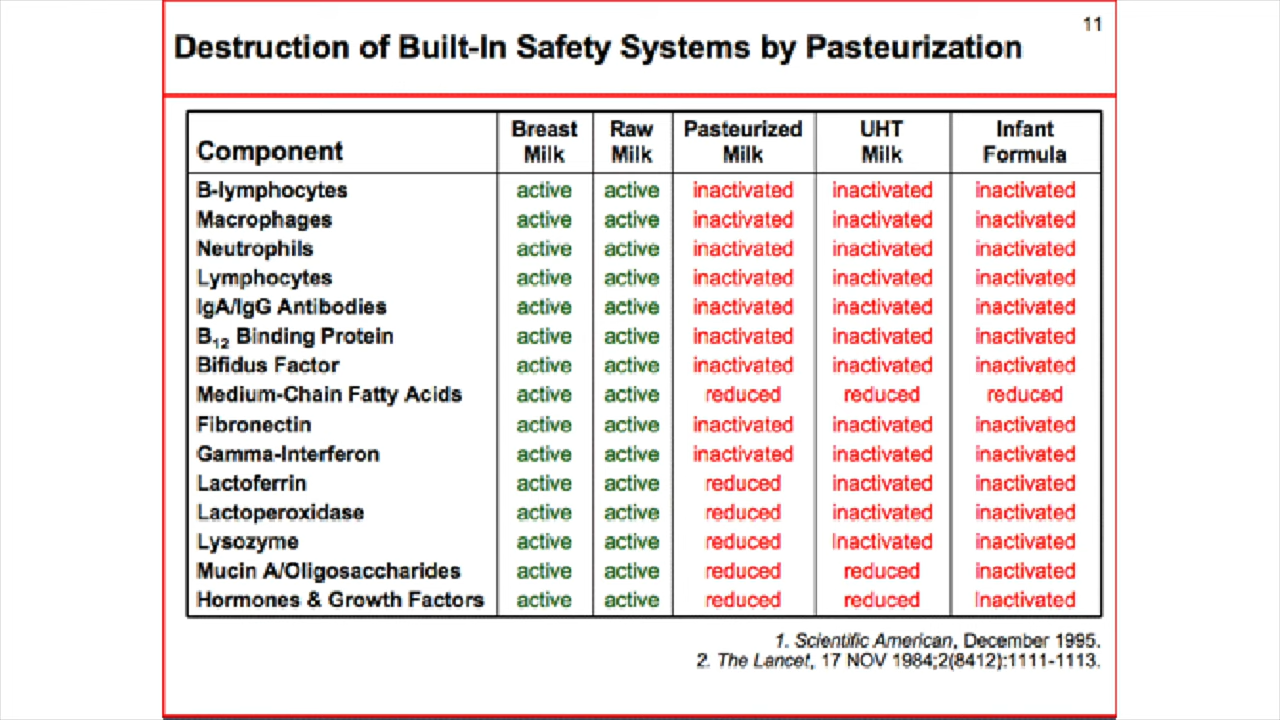 11
Destruction of Built-In Safety Systems by Pasteurization
Component Breast Milk Raw Milk Pasteurized Milk UHT Milk Infant Formula
B-lymphocytes active active inactivated inactivated inactivated
Macrophages active active inactivated inactivated inactivated
Neutrophils active active inactivated inactivated inactivated
Lymphocytes active active inactivated inactivated inactivated
IgA/IgG Antibodies active active inactivated inactivated inactivated
B12 Binding Protein active active inactivated inactivated inactivated
Bifidus Factor active active inactivated inactivated inactivated
Medium-Chain Fatty Acids active active reduced reduced reduced
Fibronectin active active inactivated inactivated inactivated
Gamma-Interferon active active inactivated inactivated inactivated
Lactoferrin active active reduced inactivated inactivated
Lactoperoxidase active active reduced inactivated inactivated
Lysozyme active active reduced Inactivated inactivated
Mucin A/Oligosaccharides active active reduced reduced inactivated
Hormones & Growth Factors active active reduced reduced Inactivated
1. Scientific American, December 1995.
2. The Lancet, 17 NOV 1984;2(8412):1111-1113.